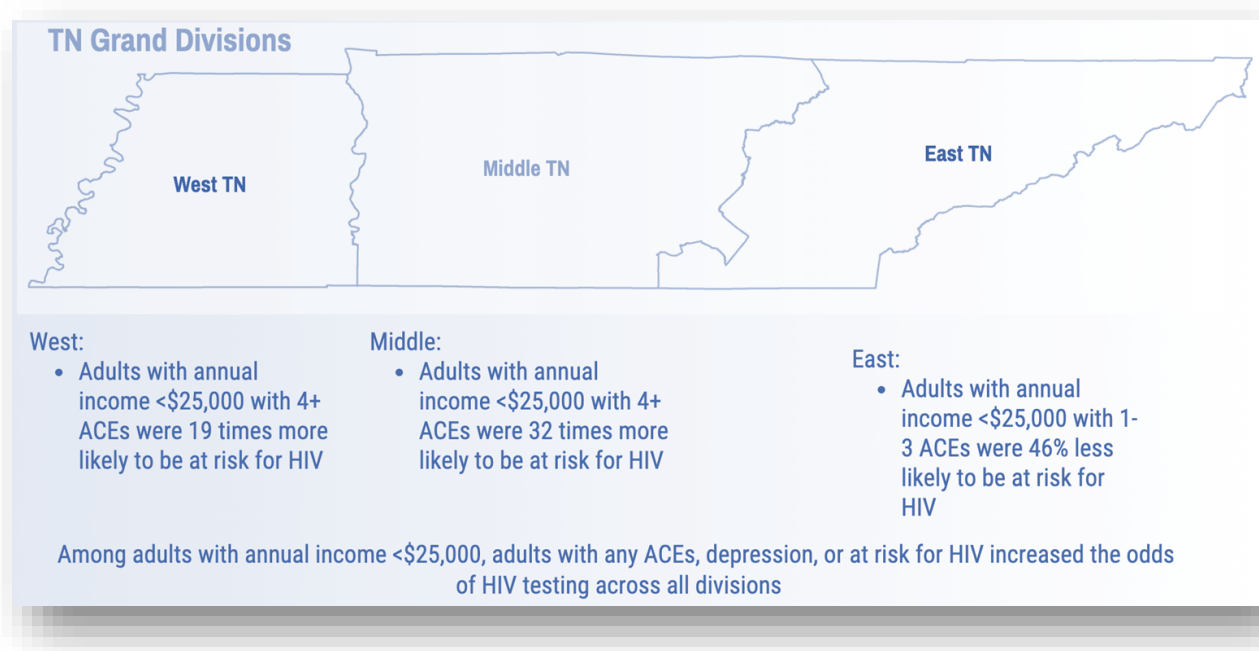 TN Grand Divisions
West TN
Middle TN
East TN
West:
• Adults with annual
income <$25,000 with 4+
ACEs were 19 times more
likely to be at risk for HIV
Middle:
• Adults with annual
income <$25,000 with 4+
ACEs were 32 times more
likely to be at risk for HIV
East:
• Adults with annual
income <$25,000 with 1-
3 ACEs were 46% less
likely to be at risk for
HIV
Among adults with annual income <$25,000, adults with any ACEs, depression, or at risk for HIV increased the odds
of HIV testing across all divisions